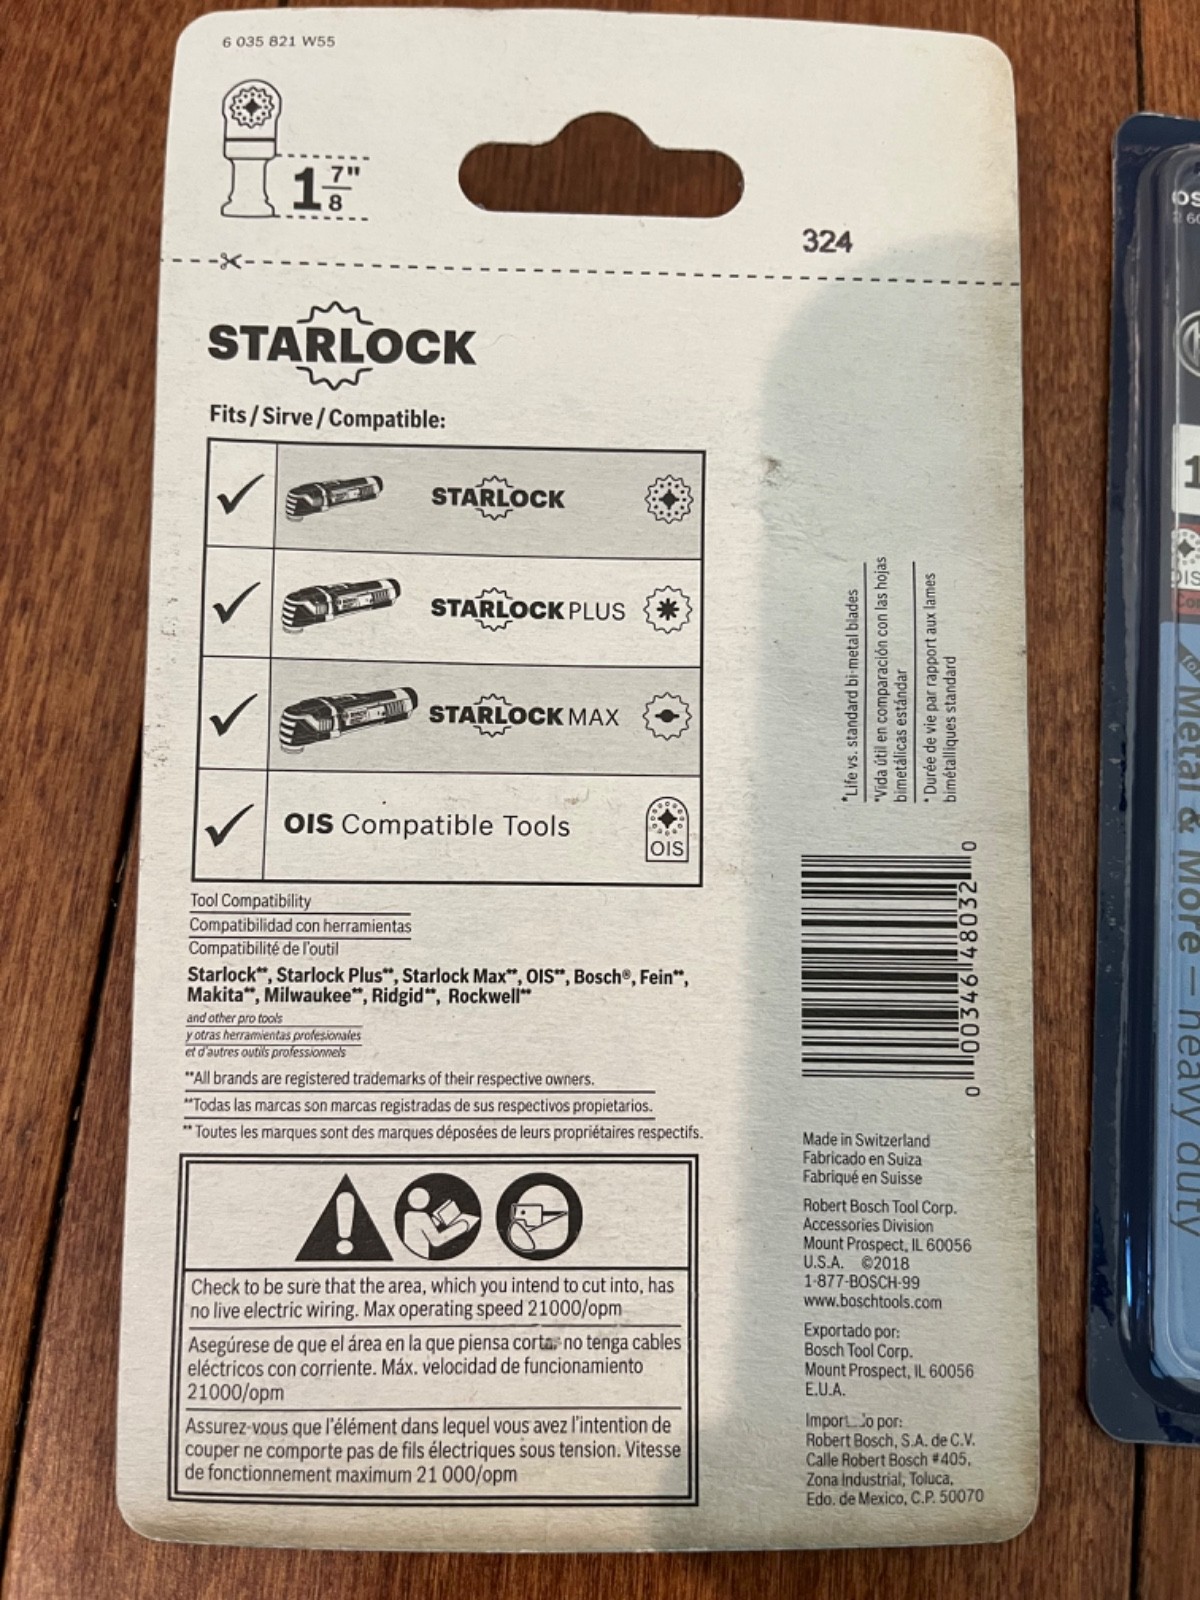 6 035 821 W55
1 7/8"
324
STARLOCK
Fits / Sirve / Compatible:
STARLOCK
STARLOCK PLUS
STARLOCK MAX
OIS Compatible Tools
OIS
Tool Compatibility
Compatibilidad con herramientas
Compatibilité de l'outil
Starlock**, Starlock Plus**, Starlock Max**, OIS**, Bosch®, Fein**,
Makita**, Milwaukee**, Ridgid**, Rockwell**
and other pro tools
y otras herramientas profesionales
et d'autres outils professionnels
**All brands are registered trademarks of their respective owners.
**Todas las marcas son marcas registradas de sus respectivos propietarios.
** Toutes les marques sont des marques déposées de leurs propriétaires respectifs.
Check to be sure that the area, which you intend to cut into, has
no live electric wiring. Max operating speed 21000/opm
Asegúrese de que el área en la que piensa cortar no tenga cables
eléctricos con corriente. Máx. velocidad de funcionamiento
21000/opm
Assurez-vous que l'élément dans lequel vous avez l'intention de
couper ne comporte pas de fils électriques sous tension. Vitesse
de fonctionnement maximum 21 000/opm
*Life vs. standard bi-metal blades
*Vida útil en comparación con las hojas
bimetálicas estándar
* Durée de vie par rapport aux lames
bimétalliques standard
0 00346 48032 0
Made in Switzerland
Fabricado en Suiza
Fabriqué en Suisse
Robert Bosch Tool Corp.
Accessories Division
Mount Prospect, IL 60056
U.S.A. ©2018
1-877-BOSCH-99
www.boschtools.com
Exportado por:
Bosch Tool Corp.
Mount Prospect, IL 60056
E.U.A.
Importado por:
Robert Bosch, S.A. de C.V.
Calle Robert Bosch #405,
Zona Industrial, Toluca,
Edo. de Mexico, C.P. 50070
OS
1
OIS
for Metal & More – heavy duty